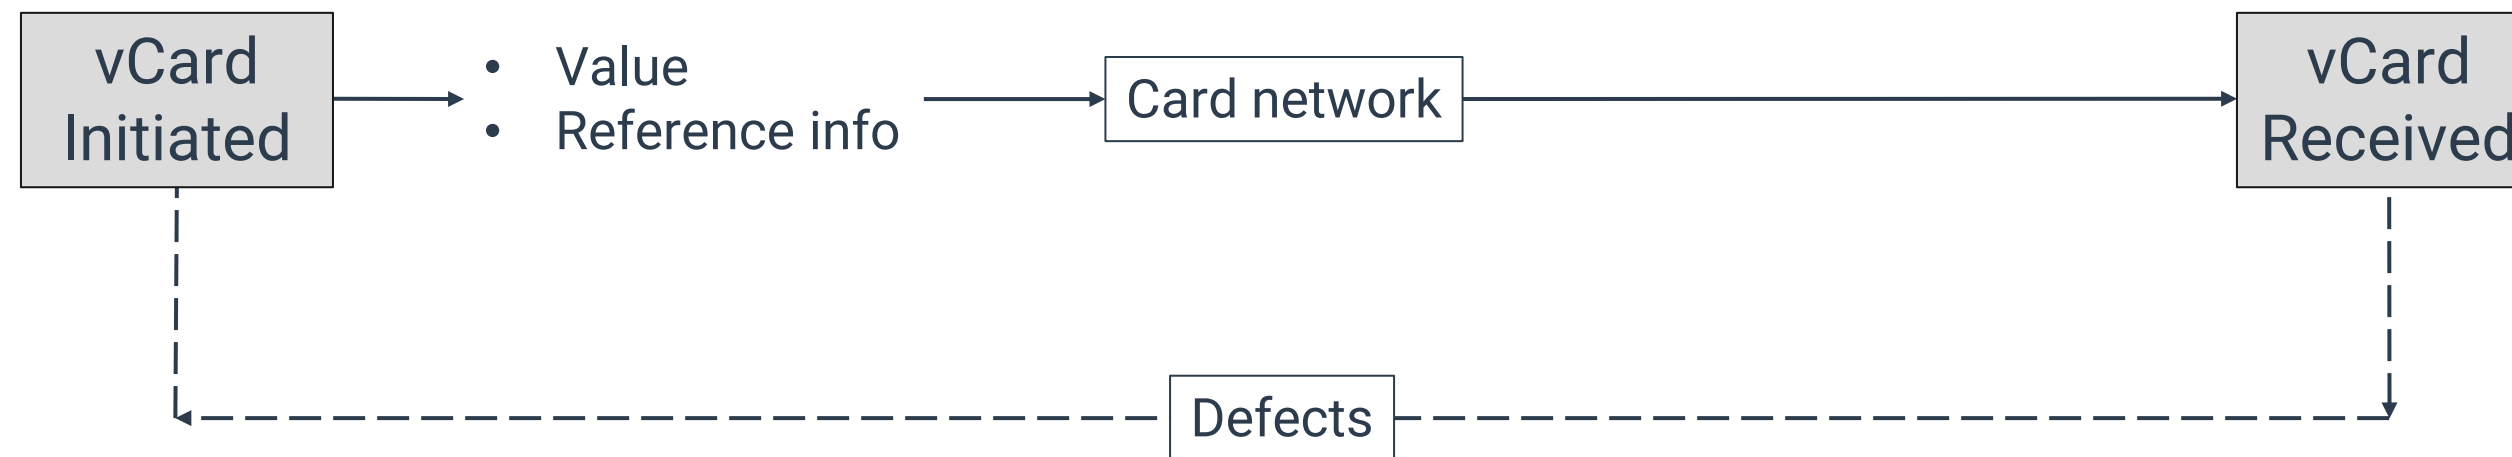 vCard
Initiated
• Value
• Reference info
Card network
vCard
Received
Defects